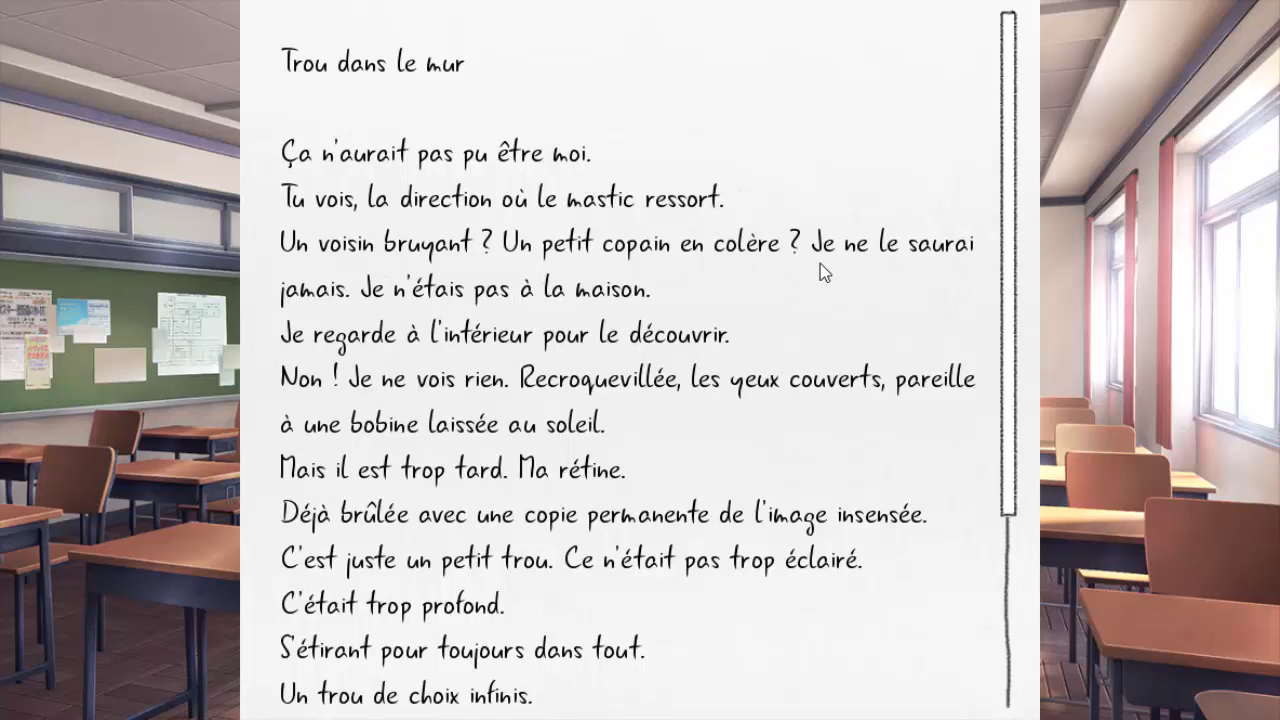 Trou dans le mur
Ça n'aurait pas pu être moi.
Tu vois, la direction où le mastic ressort.
Un voisin bruyant ? Un petit copain en colère ? Je ne le saurai
jamais. Je n'étais pas à la maison.
Je regarde à l'intérieur pour le découvrir.
Non ! Je ne vois rien. Recroquevillée, les yeux couverts, pareille
à une bobine laissée au soleil.
Mais il est trop tard. Ma rétine.
Déjà brûlée avec une copie permanente de l'image insensée.
C'est juste un petit trou. Ce n'était pas trop éclairé.
C'était trop profond.
S'étirant pour toujours dans tout.
Un trou de choix infinis.